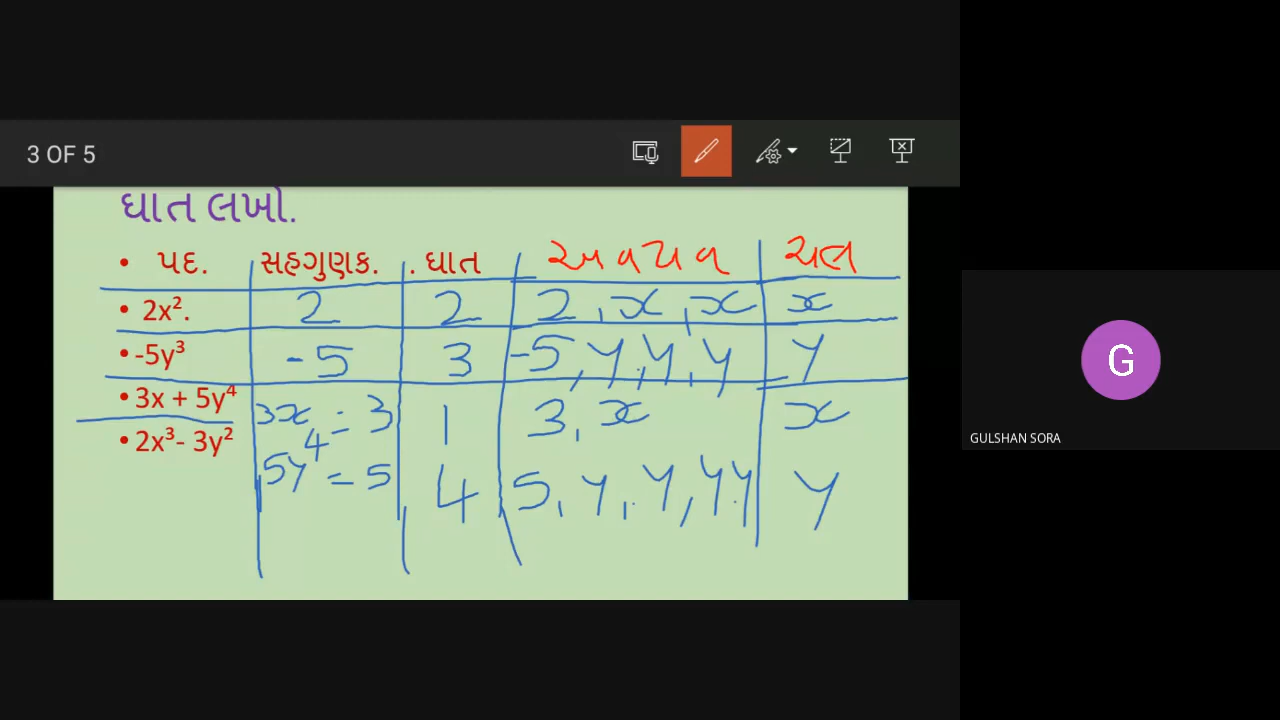 3 OF 5
ઘાત લખો.
• પદ. સહગુણક. . ઘાત અવયવ ચલ
• 2x². 2 2 2, x, x x
• -5y³ -5 3 -5, y, y, y y
• 3x + 5y⁴ 3x = 3 1 3, x x
• 2x³- 3y² 5y⁴ = 5 4 5, y, y, y y y
G
GULSHAN SORA